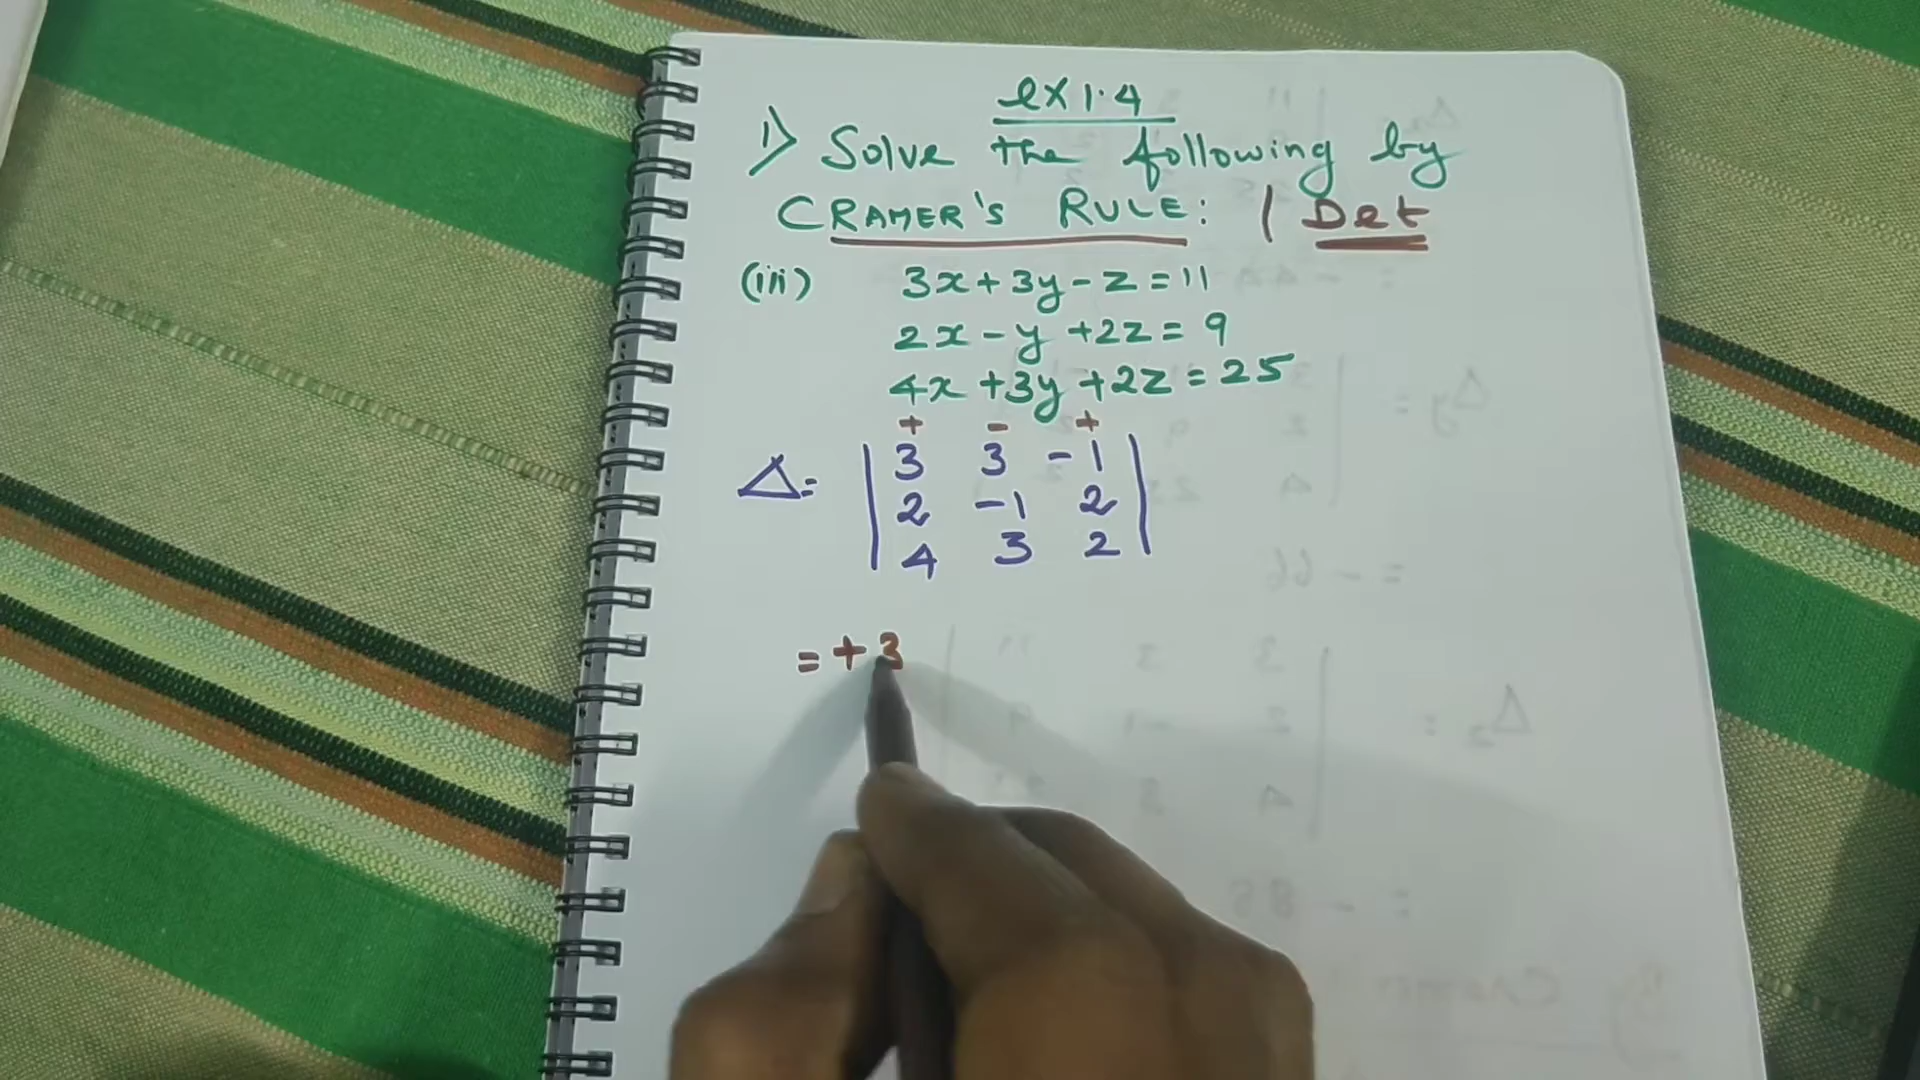 ex 1.4
1) Solve the following by
CRAMER'S RULE: | Det
(iii) 3x+3y-z=11
2x-y+2z=9
4x+3y+2z=25
+ - +
Δ= | 3 3 -1 |
| 2 -1 2 |
| 4 3 2 |
= +3